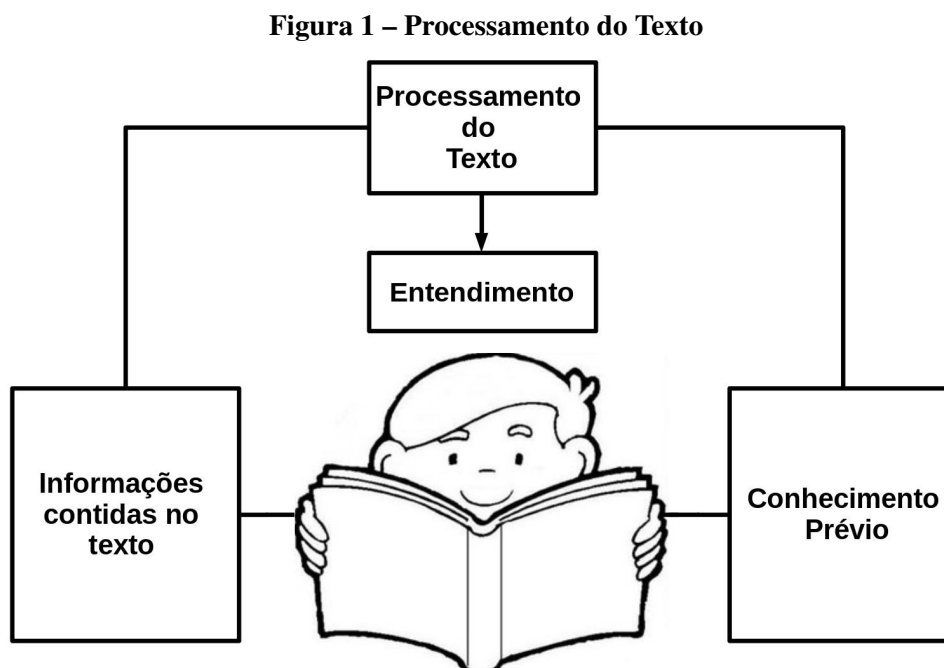 Figura 1 – Processamento do Texto
Processamento
do
Texto
Entendimento
Informações
contidas no
texto
Conhecimento
Prévio